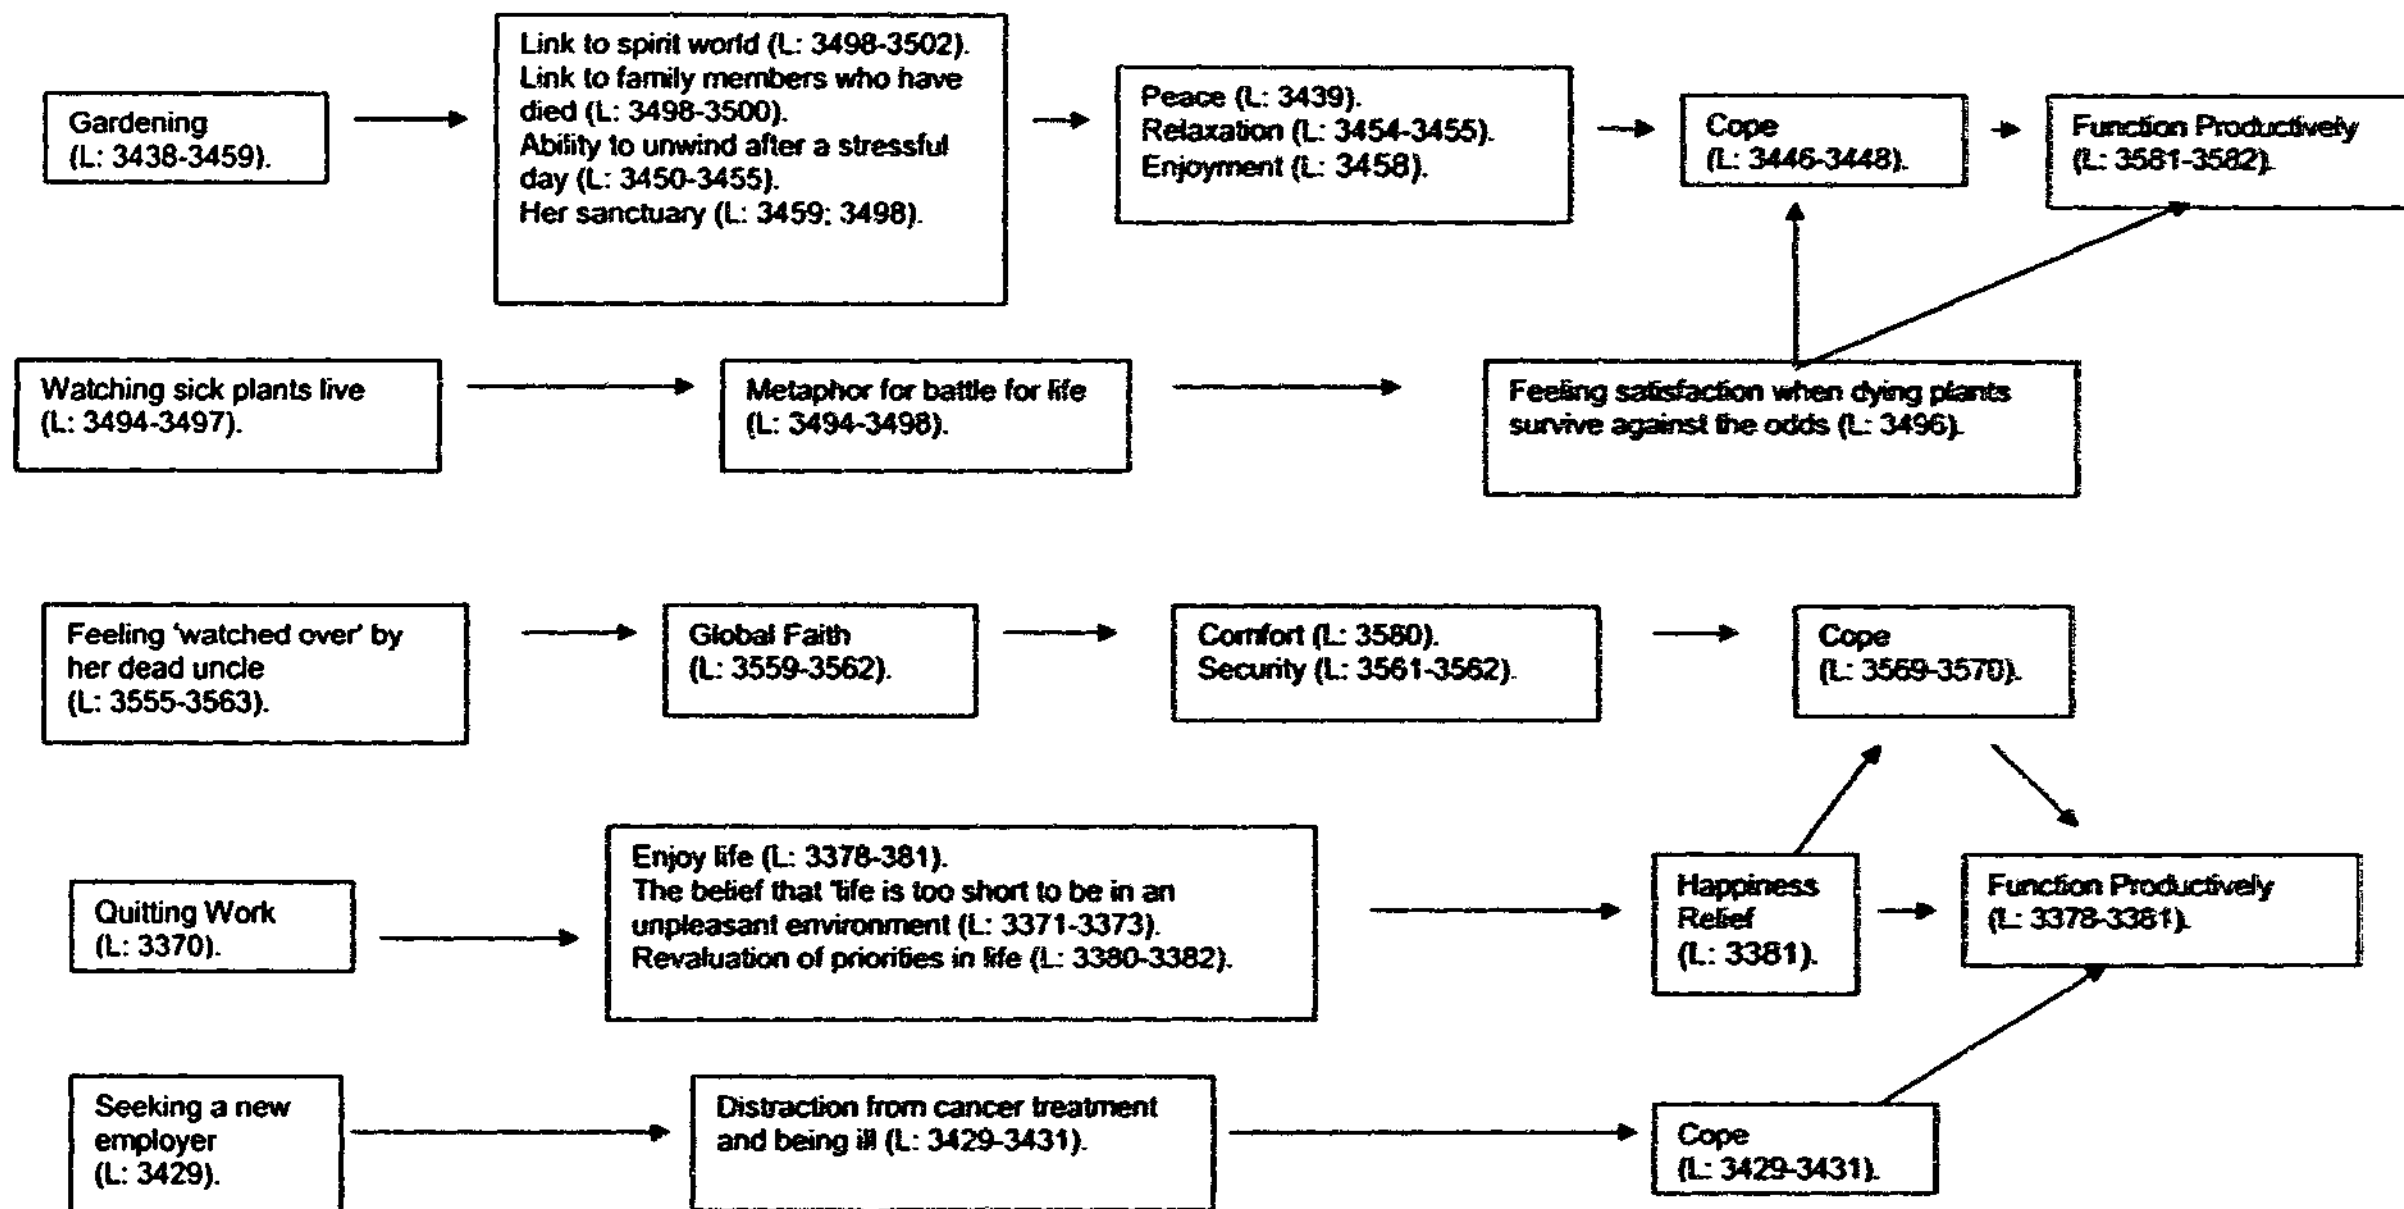 Gardening
(L: 3438-3459).
Link to spirit world (L: 3498-3502).
Link to family members who have
died (L: 3498-3500).
Ability to unwind after a stressful
day (L: 3450-3455).
Her sanctuary (L: 3459; 3498).
Peace (L: 3439).
Relaxation (L: 3454-3455).
Enjoyment (L: 3458).
Cope
(L: 3446-3448).
Function Productively
(L: 3581-3582).
Watching sick plants live
(L: 3494-3497).
Metaphor for battle for life
(L: 3494-3498).
Feeling satisfaction when dying plants
survive against the odds (L: 3496).
Feeling 'watched over' by
her dead uncle
(L: 3555-3563).
Global Faith
(L: 3559-3562).
Comfort (L: 3580).
Security (L: 3561-3562).
Cope
(L: 3569-3570).
Quitting Work
(L: 3370).
Enjoy life (L: 3378-381).
The belief that 'life is too short to be in an
unpleasant environment (L: 3371-3373).
Revaluation of priorities in life (L: 3380-3382).
Happiness
Relief
(L: 3381).
Function Productively
(L: 3378-3381).
Seeking a new
employer
(L: 3429).
Distraction from cancer treatment
and being ill (L: 3429-3431).
Cope
(L: 3429-3431).